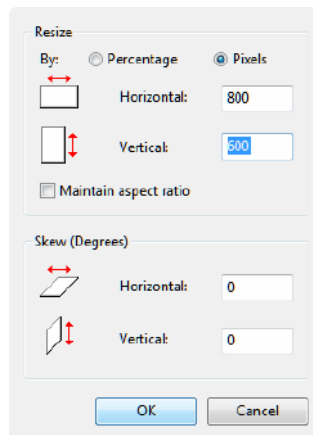 Resize
By: Percentage Pixels
Horizontal: 800
Vertical: 600
Maintain aspect ratio
Skew (Degrees)
Horizontal: 0
Vertical: 0
OK Cancel